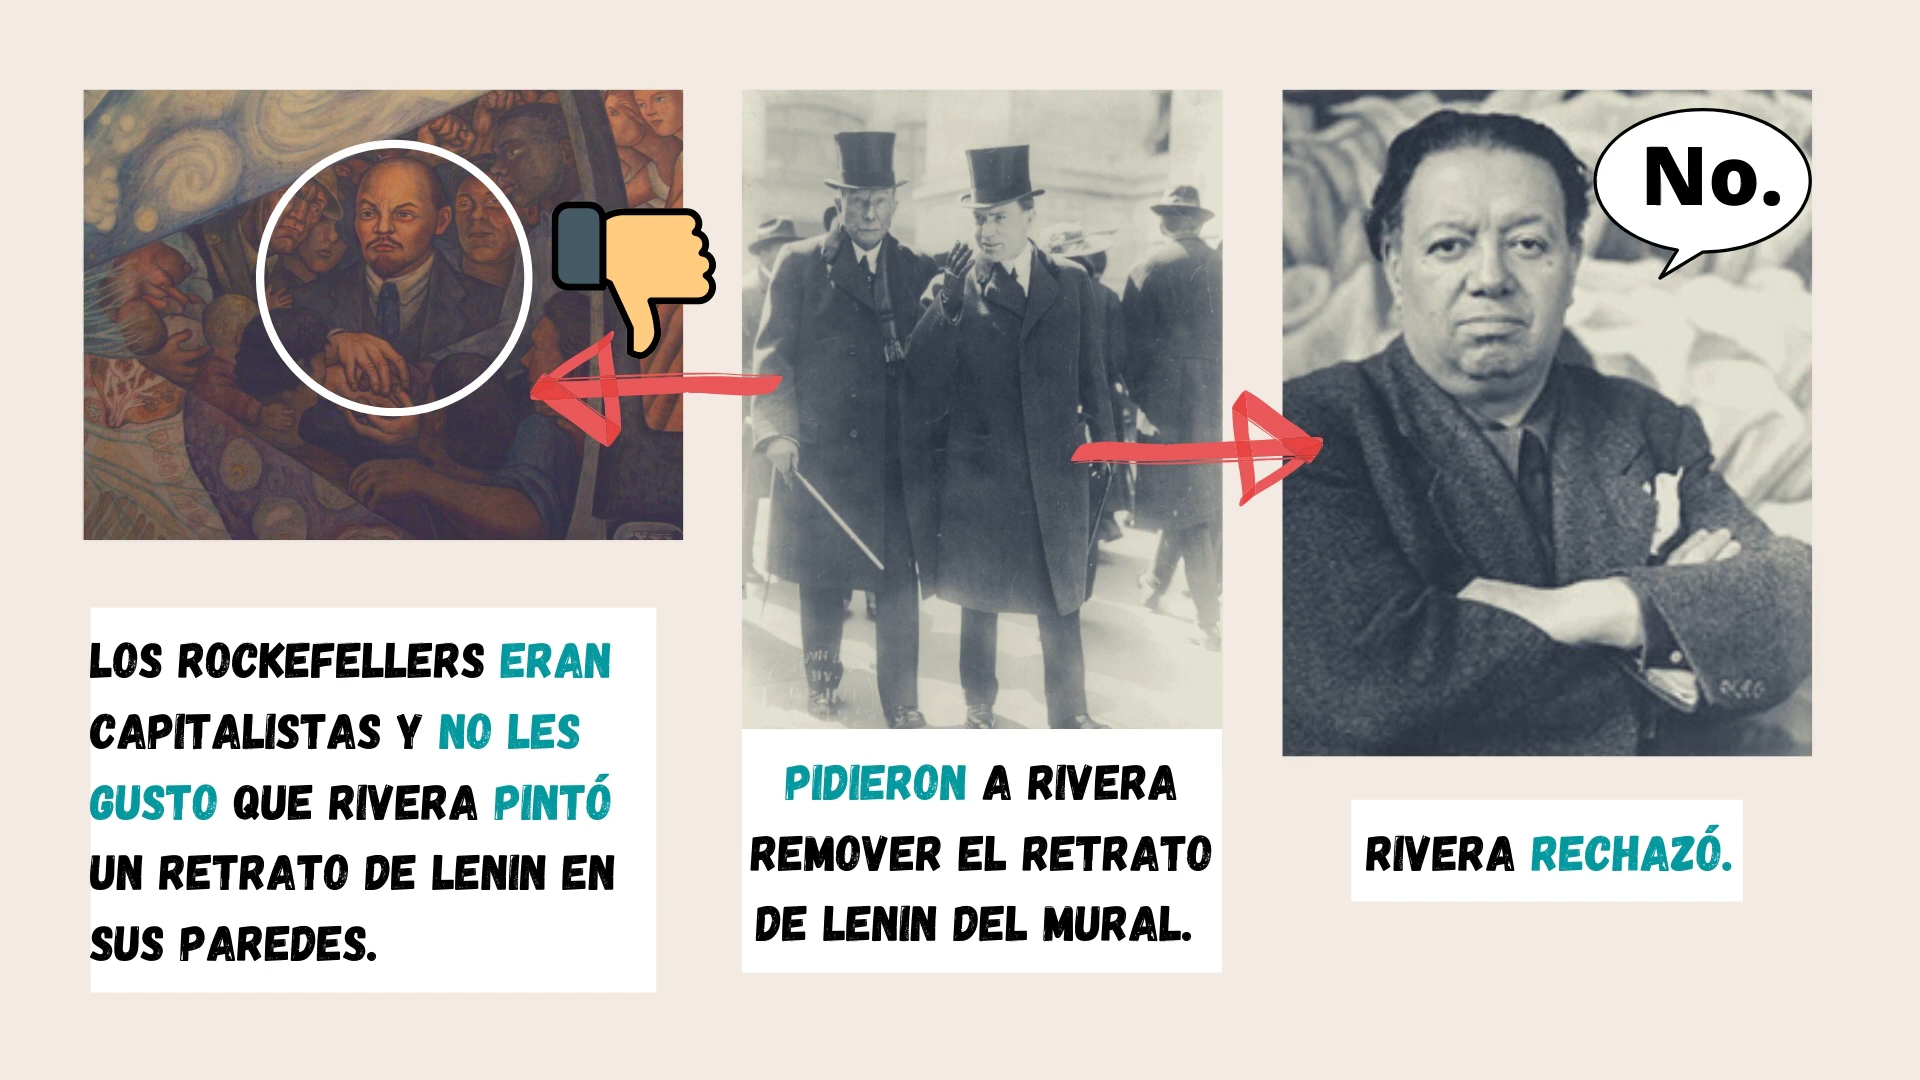 No.
LOS ROCKEFELLERS ERAN
CAPITALISTAS Y NO LES
GUSTO QUE RIVERA PINTÓ
UN RETRATO DE LENIN EN
SUS PAREDES.
PIDIERON A RIVERA
REMOVER EL RETRATO
DE LENIN DEL MURAL.
RIVERA RECHAZÓ.